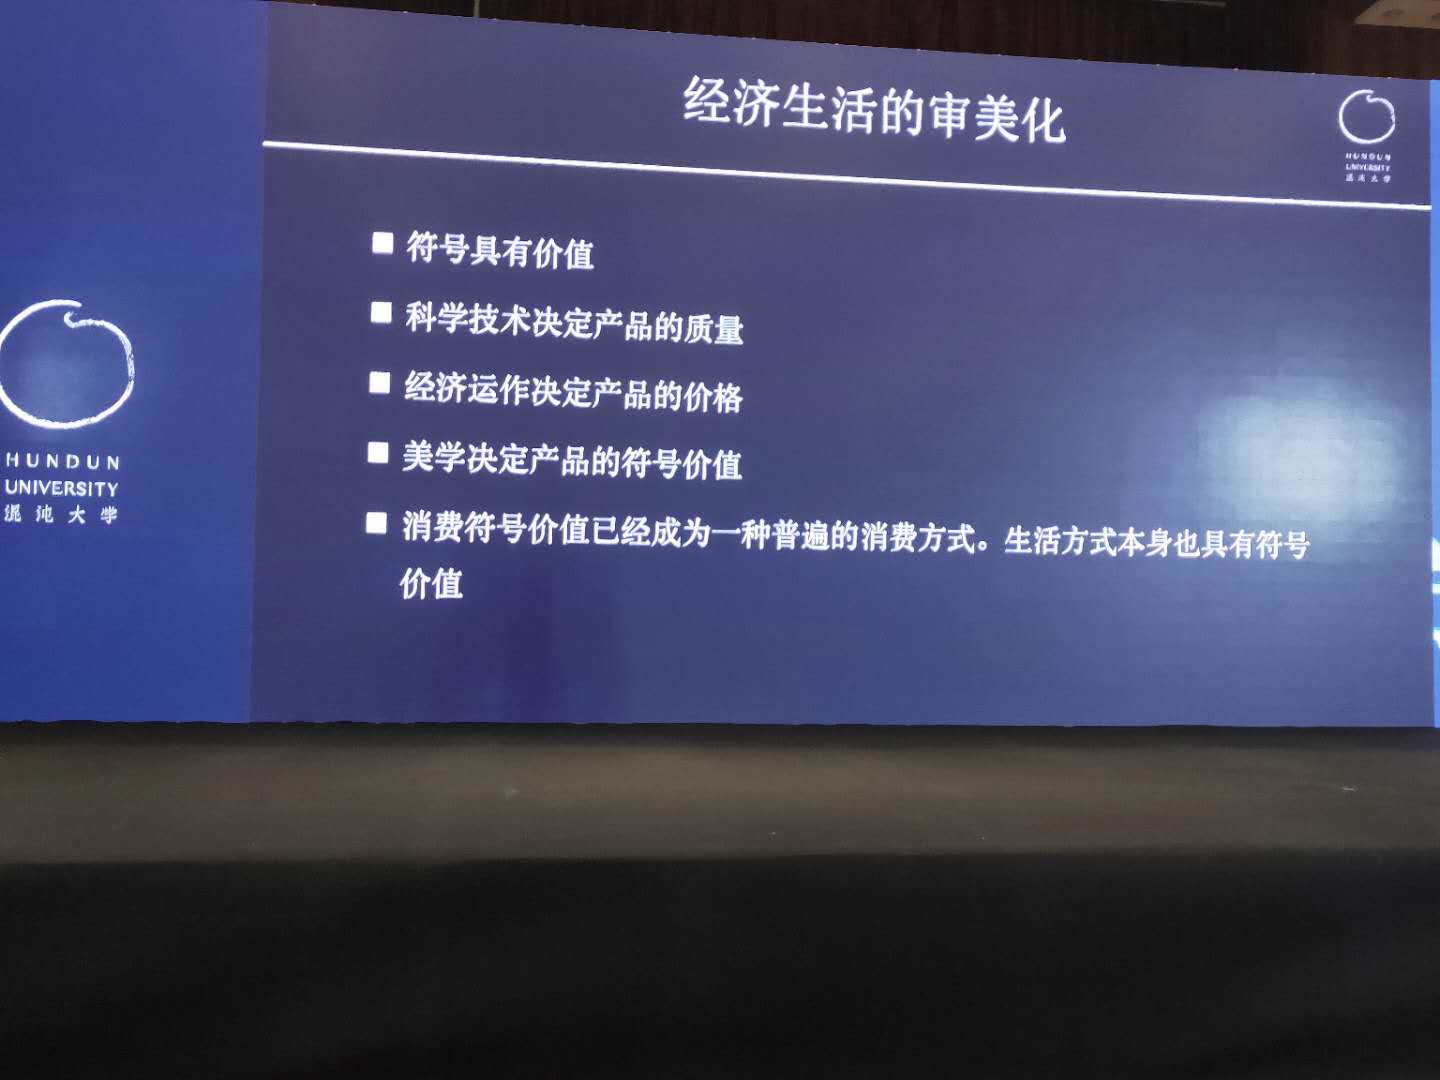 经济生活的审美化
HUNDUN
UNIVERSITY
混沌大学
■ 符号具有价值
■ 科学技术决定产品的质量
■ 经济运作决定产品的价格
■ 美学决定产品的符号价值
■ 消费符号价值已经成为一种普遍的消费方式。生活方式本身也具有符号
价值
HUNDUN
UNIVERSITY
混沌大学